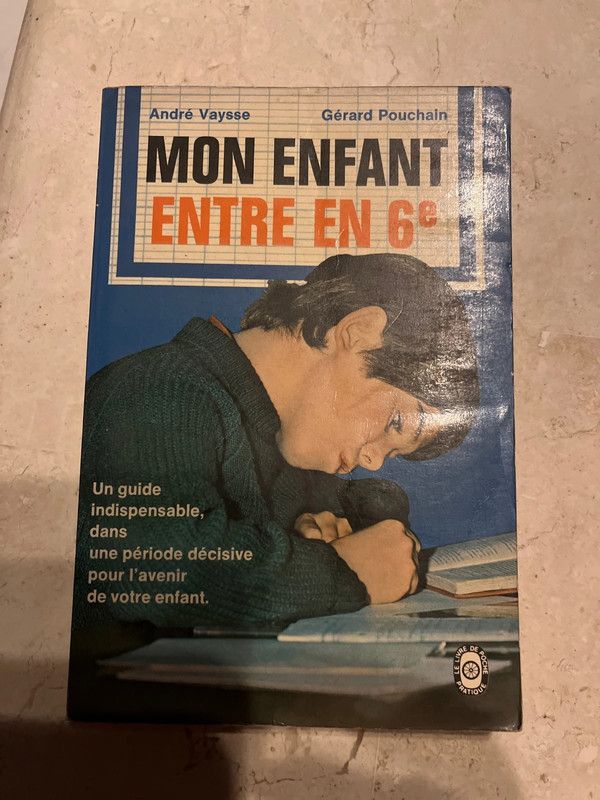 André Vaysse Gérard Pouchain
MON ENFANT
ENTRE EN 6e
Un guide
indispensable,
dans
une période décisive
pour l'avenir
de votre enfant.
LE LIVRE DE POCHE
PRATIQUE